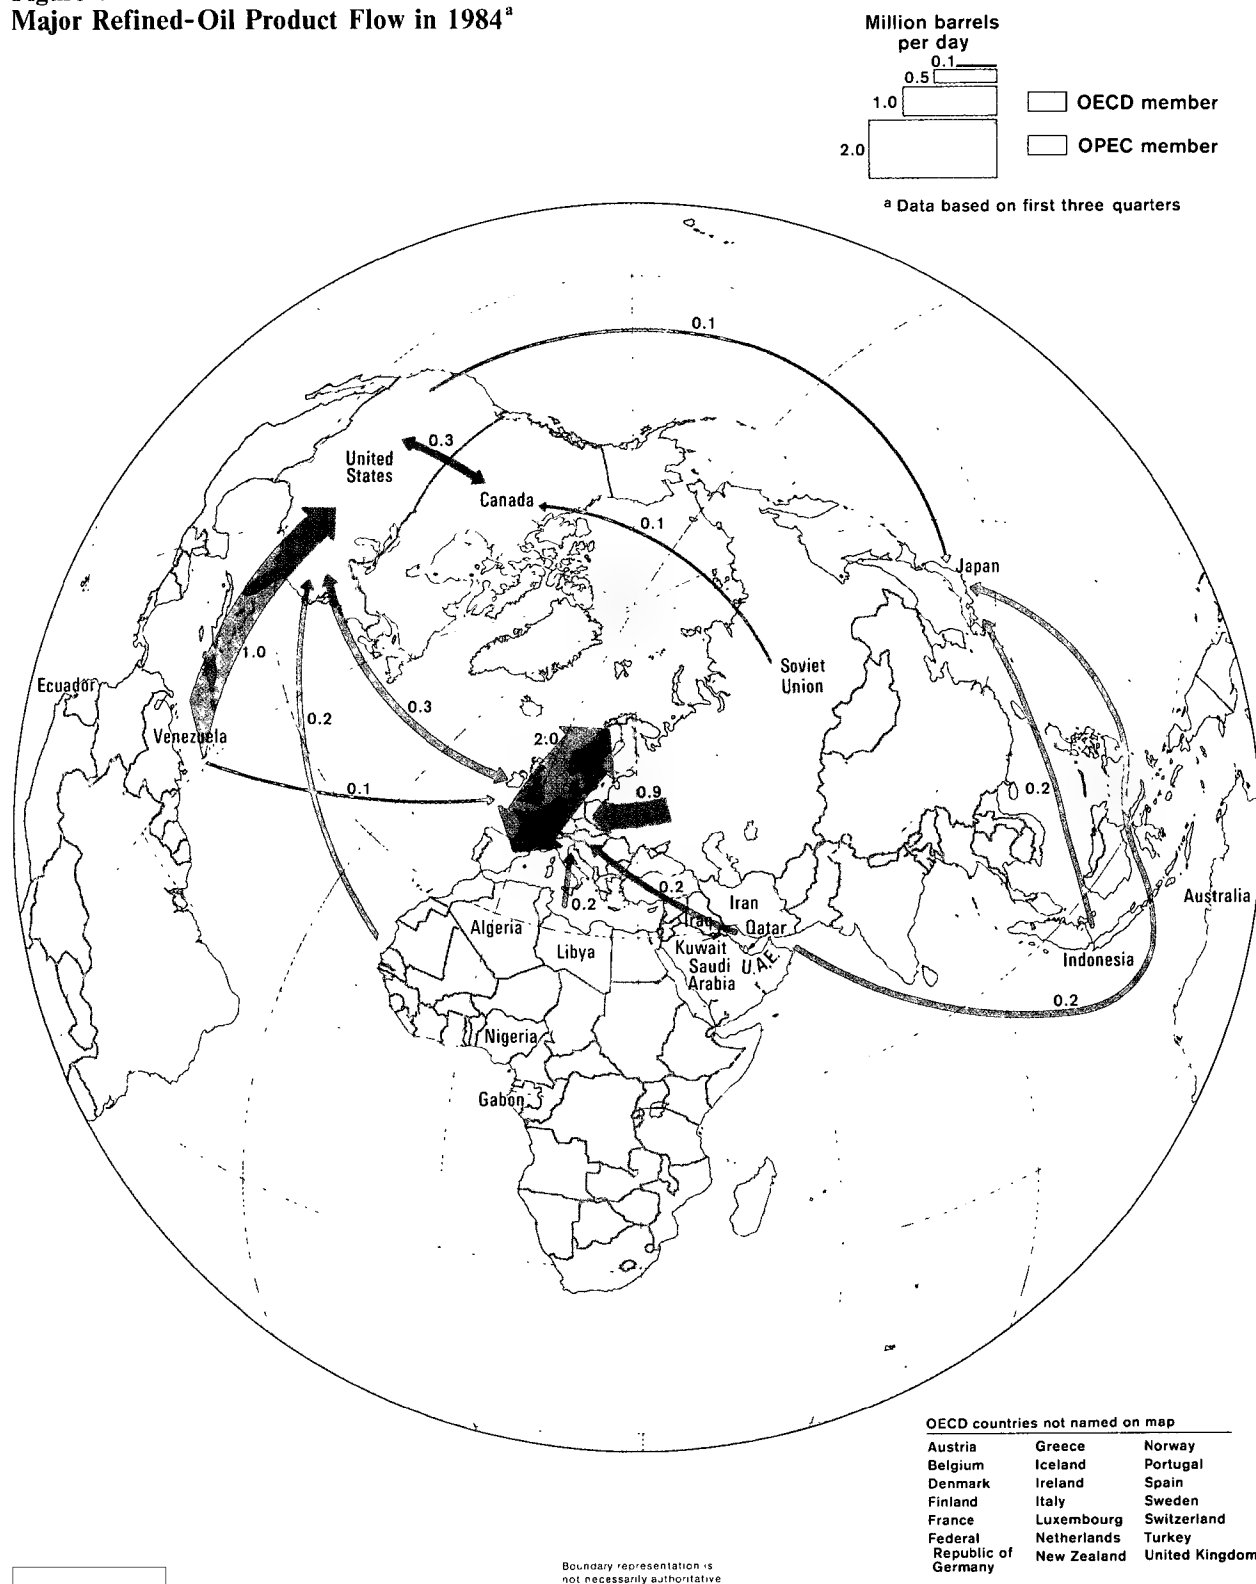 Major Refined-Oil Product Flow in 1984ª
Million barrels
per day
0.1
0.5
1.0
2.0
OECD member
OPEC member
ª Data based on first three quarters
0.1
0.3
United
States
Canada
0.1
Japan
1.0
Soviet
Union
Ecuador
0.2
0.3
Venezuela
2.0
0.1
0.9
0.2
0.2
0.2
Iran
Australia
Algeria
Iraq
Qatar
Libya
Kuwait
Saudi
Arabia
U.A.E.
Indonesia
0.2
Nigeria
Gabon
OECD countries not named on map
Austria Greece Norway
Belgium Iceland Portugal
Denmark Ireland Spain
Finland Italy Sweden
France Luxembourg Switzerland
Federal Netherlands Turkey
Republic of New Zealand United Kingdom
Germany
Boundary representation is
not necessarily authoritative